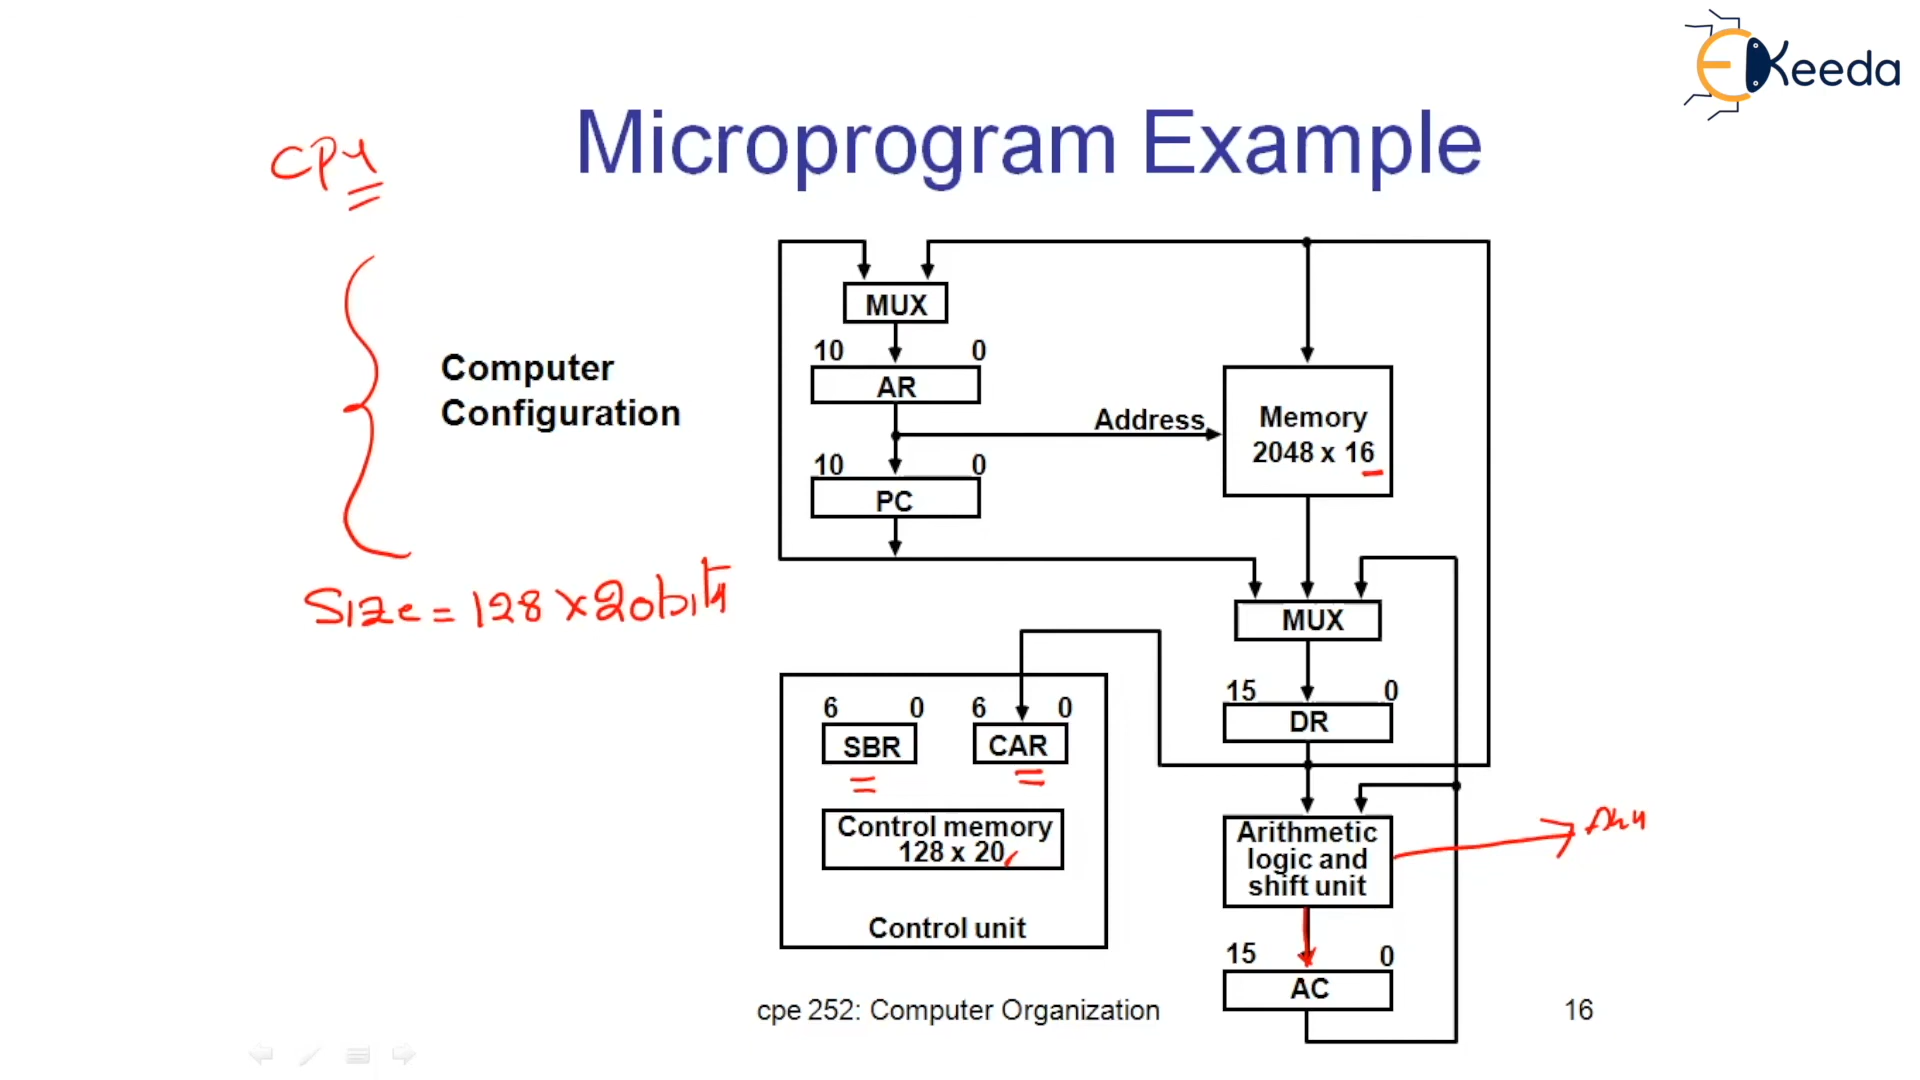 EKeeda
Microprogram Example
CPU
Computer
Configuration
MUX
10 0
AR
Address
Memory
2048 x 16
10 0
PC
Size = 128 x 20 bits
MUX
15 0
DR
6 0 6 0
SBR CAR
Control memory
128 x 20
Control unit
Arithmetic
logic and
shift unit
15 0
AC
cpe 252: Computer Organization
16